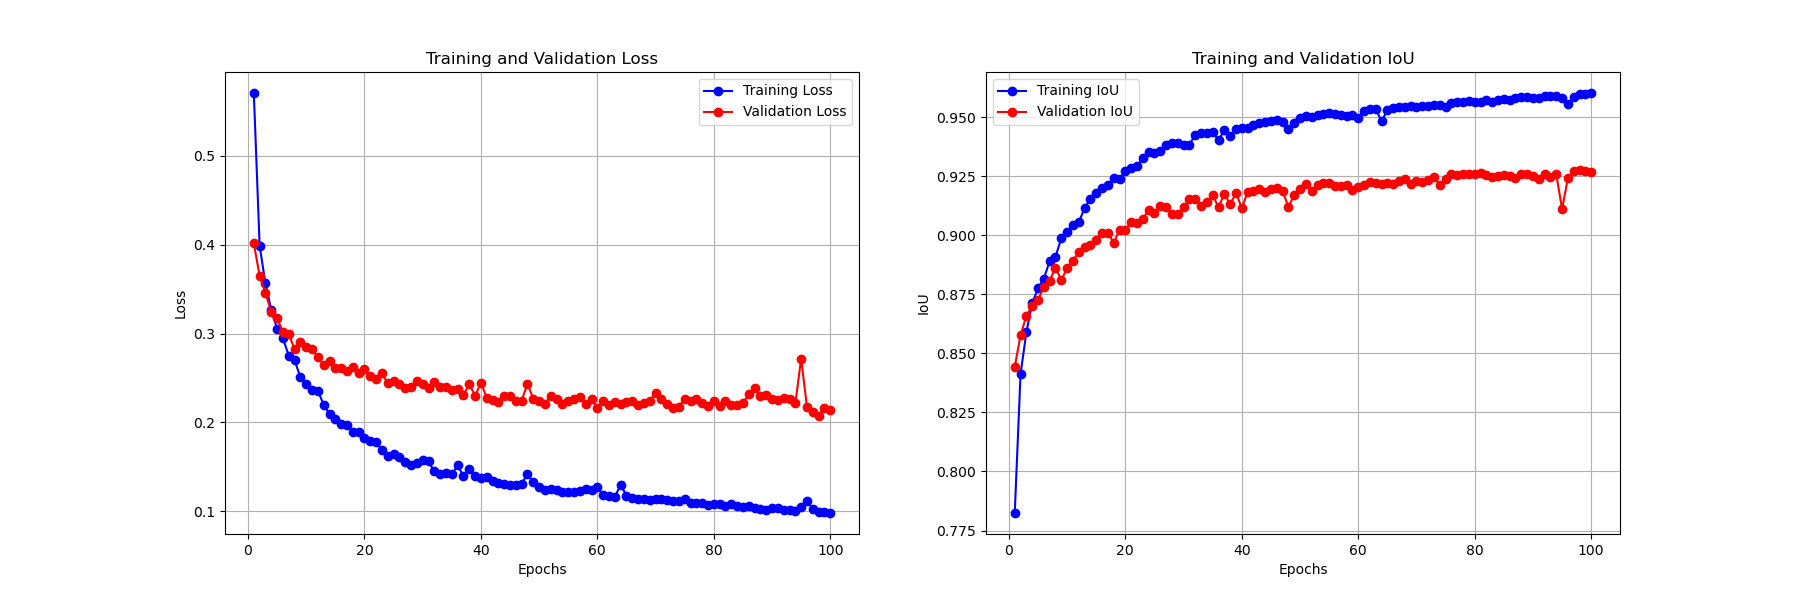 Training and Validation Loss
Training Loss
Validation Loss
0.5
0.4
0.3
0.2
0.1
Loss
0 20 40 60 80 100
Epochs
Training and Validation IoU
Training IoU
Validation IoU
0.950
0.925
0.900
0.875
0.850
0.825
0.800
0.775
IoU
0 20 40 60 80 100
Epochs